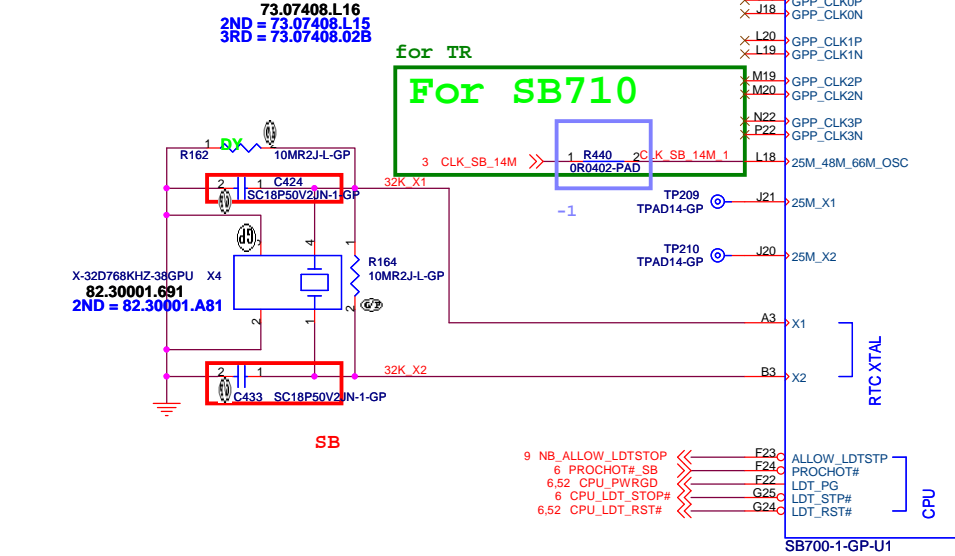 73.07408.L16
2ND = 73.07408.L15
3RD = 73.07408.02B
GPP_CLK0P
J18
GPP_CLK0N
L20
GPP_CLK1P
L19
GPP_CLK1N
for TR
For SB710
M19
GPP_CLK2P
M20
GPP_CLK2N
N22
GPP_CLK3P
P22
GPP_CLK3N
1
DY
2
R162
10MR2J-L-GP
3 CLK_SB_14M
1 R440 2
0R0402-PAD
CLK_SB_14M_1
L18
25M_48M_66M_OSC
2 C424 1
SC18P50V2JN-1-GP
32K_X1
-1
TP209
TPAD14-GP
J21
25M_X1
3
4
1
TP210
TPAD14-GP
J20
25M_X2
R164
10MR2J-L-GP
2
X-32D768KHZ-38GPU X4
82.30001.691
2ND = 82.30001.A81
2
1
A3
X1
RTC XTAL
2 1
32K_X2
B3
X2
C433 SC18P50V2JN-1-GP
SB
9 NB_ALLOW_LDTSTOP
F23
ALLOW_LDTSTP
6 PROCHOT#_SB
F24
PROCHOT#
6,52 CPU_PWRGD
F22
LDT_PG
6 CPU_LDT_STOP#
G25
LDT_STP#
6,52 CPU_LDT_RST#
G24
LDT_RST#
CPU
SB700-1-GP-U1